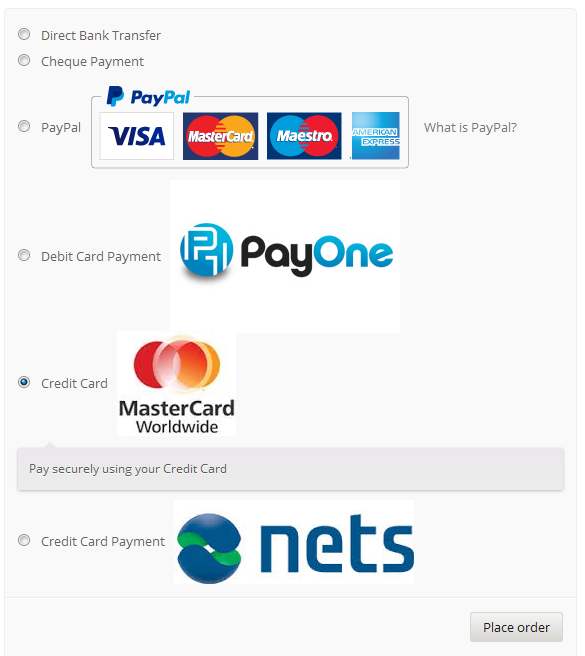 Direct Bank Transfer
Cheque Payment
PayPal
PayPal
VISA
MasterCard
Maestro
AMERICAN EXPRESS
What is PayPal?
Debit Card Payment
PayOne
Credit Card
MasterCard
Worldwide
Pay securely using your Credit Card
Credit Card Payment
nets
Place order